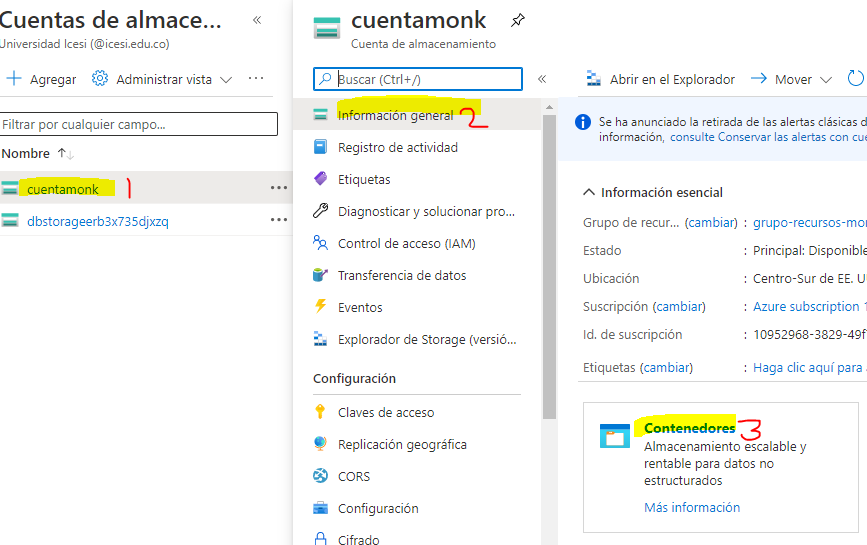 Cuentas de almace...
Universidad Icesi (@icesi.edu.co)
Agregar
Administrar vista
Filtrar por cualquier campo...
Nombre
cuentamonk 1
dbstorageerb3x735djxzq
cuentamonk
Cuenta de almacenamiento
Buscar (Ctrl+/)
Información general 2
Registro de actividad
Etiquetas
Diagnosticar y solucionar pro...
Control de acceso (IAM)
Transferencia de datos
Eventos
Explorador de Storage (versió...
Configuración
Claves de acceso
Replicación geográfica
CORS
Configuración
Cifrado
Abrir en el Explorador
Mover
Se ha anunciado la retirada de las alertas clásicas d
información, consulte Conservar las alertas con cu
Información esencial
Grupo de recur... (cambiar) : grupo-recursos-mo
Estado : Principal: Disponible
Ubicación : Centro-Sur de EE. U
Suscripción (cambiar) : Azure subscription 1
Id. de suscripción : 10952968-3829-49f
Etiquetas (cambiar) : Haga clic aquí para
Contenedores 3
Almacenamiento escalable y
rentable para datos no
estructurados
Más información